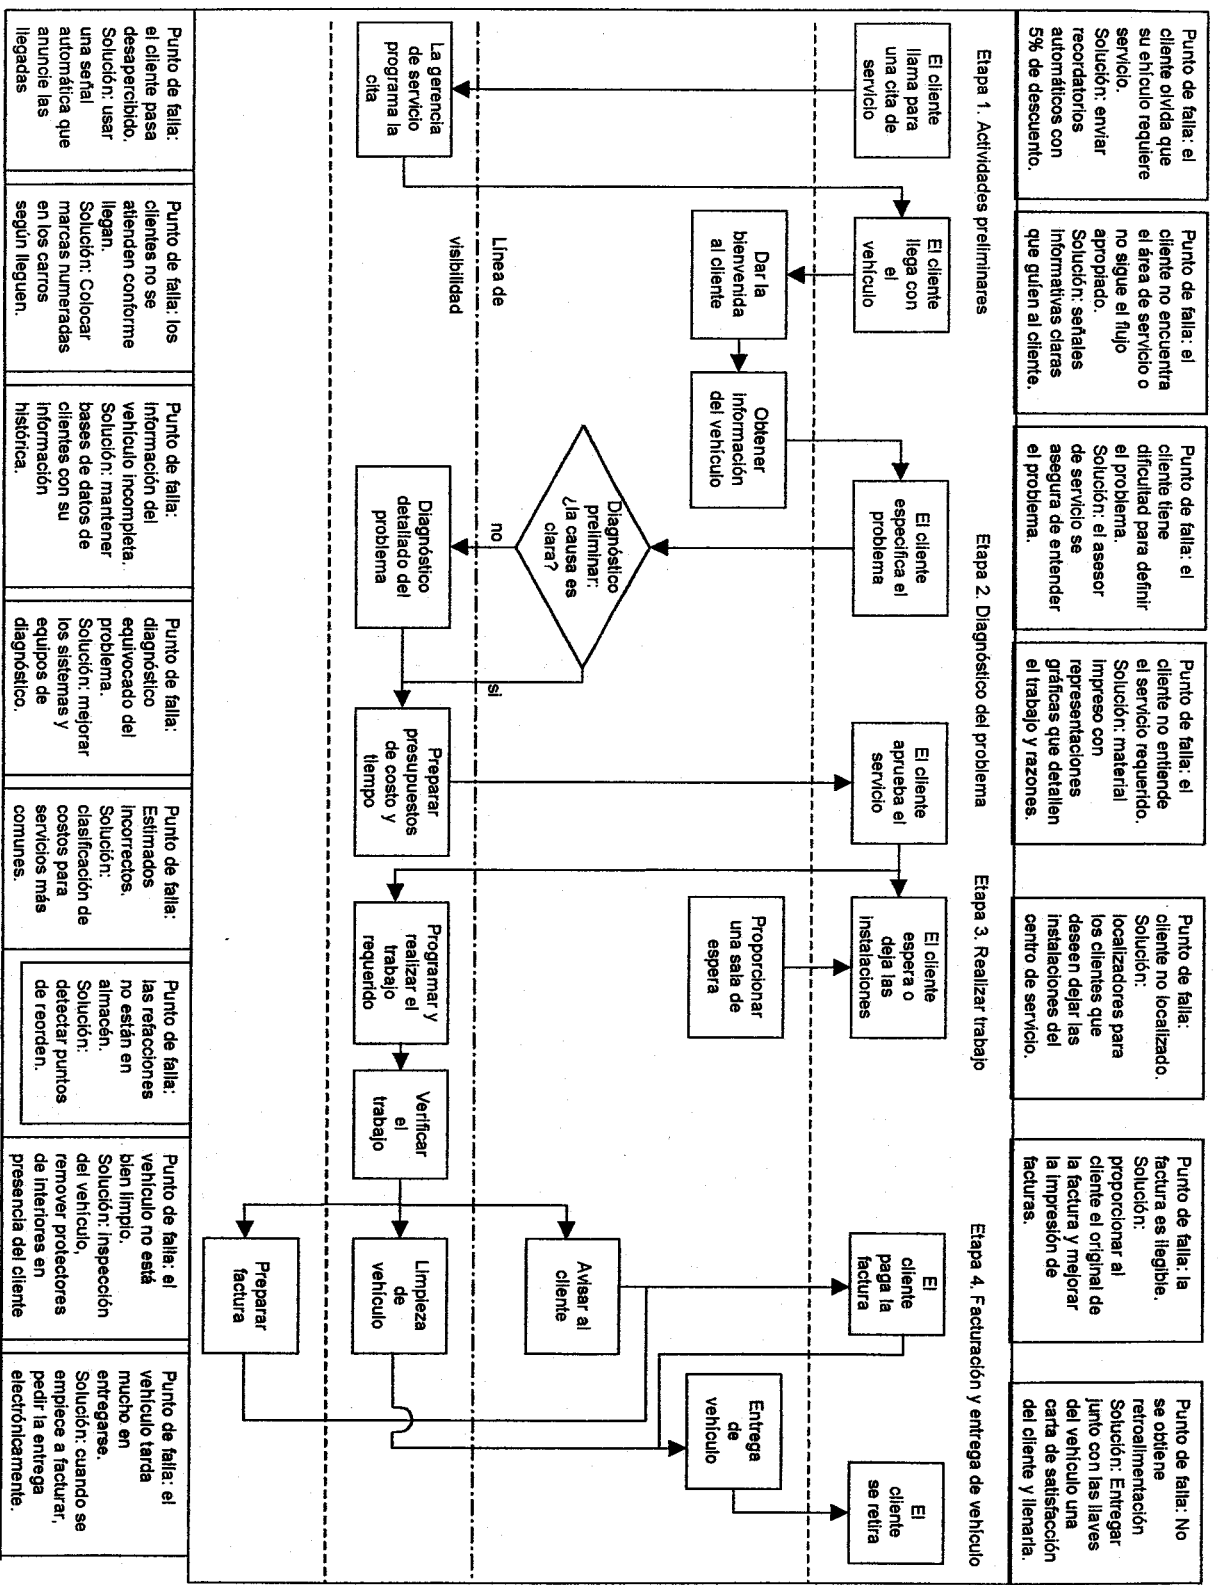 Punto de falla: el
cliente olvida que
su ehículo requiere
servicio.
Solución: enviar
recordatorios
automáticos con
5% de descuento.
Punto de falla: el
cliente no encuentra
el área de servicio o
no sigue el flujo
apropiado.
Solución: señales
informativas claras
que guíen al cliente.
Punto de falla: el
cliente tiene
dificultad para definir
el problema.
Solución: el asesor
de servicio se
asegura de entender
el problema.
Punto de falla: el
cliente no entiende
el servicio requerido.
Solución: material
impreso con
representaciones
gráficas que detallen
el trabajo y razones.
Punto de falla:
cliente no localizado.
Solución:
localizadores para
los clientes que
deseen dejar las
instalaciones del
centro de servicio.
Punto de falla: la
factura es ilegible.
Solución:
proporcionar al
cliente el original de
la factura y mejorar
la impresión de
facturas.
Punto de falla: No
se obtiene
retroalimentación
Solución: Entregar
junto con las llaves
del vehículo una
carta de satisfacción
del cliente y llenarla.
Etapa 1. Actividades preliminares
Etapa 2. Diagnóstico del problema
Etapa 3. Realizar trabajo
Etapa 4. Facturación y entrega de vehículo
El cliente
llama para
una cita de
servicio
El cliente
llega con
el
vehículo
El cliente
especifica el
problema
El cliente
aprueba el
servicio
El cliente
espera o
deja las
instalaciones
El
cliente
paga la
factura
El
cliente
se retira
Dar la
bienvenida
al cliente
Obtener
información
del vehículo
Proporcionar
una sala de
espera
Entrega
de
vehículo
Diagnóstico
preliminar:
¿la causa es
clara?
Avisar al
cliente
Línea de
visibilidad
no
si
La gerencia
de servicio
programa la
cita
Diagnóstico
detallado del
problema
Preparar
presupuestos
de costo y
tiempo
Programar y
realizar el
trabajo
requerido
Verificar
el
trabajo
Limpieza
de
vehículo
Preparar
factura
Punto de falla:
el cliente pasa
desapercibido.
Solución: usar
una señal
automática que
anuncie las
llegadas
Punto de falla: los
clientes no se
atienden conforme
llegan.
Solución: Colocar
marcas numeradas
en los carros
según lleguen.
Punto de falla:
información del
vehículo incompleta.
Solución: mantener
bases de datos de
clientes con su
información
histórica.
Punto de falla:
diagnóstico
equivocado del
problema.
Solución: mejorar
los sistemas y
equipos de
diagnóstico.
Punto de falla:
Estimados
incorrectos.
Solución:
clasificación de
costos para
servicios más
comunes.
Punto de falla:
las refacciones
no están en
almacén.
Solución:
detectar puntos
de reorden.
Punto de falla: el
vehículo no está
bien limpio.
Solución: inspección
del vehículo,
remover protectores
de interiores en
presencia del cliente
Punto de falla: el
vehículo tarda
mucho en
entregarse.
Solución: cuando se
empiece a facturar,
pedir la entrega
electrónicamente.